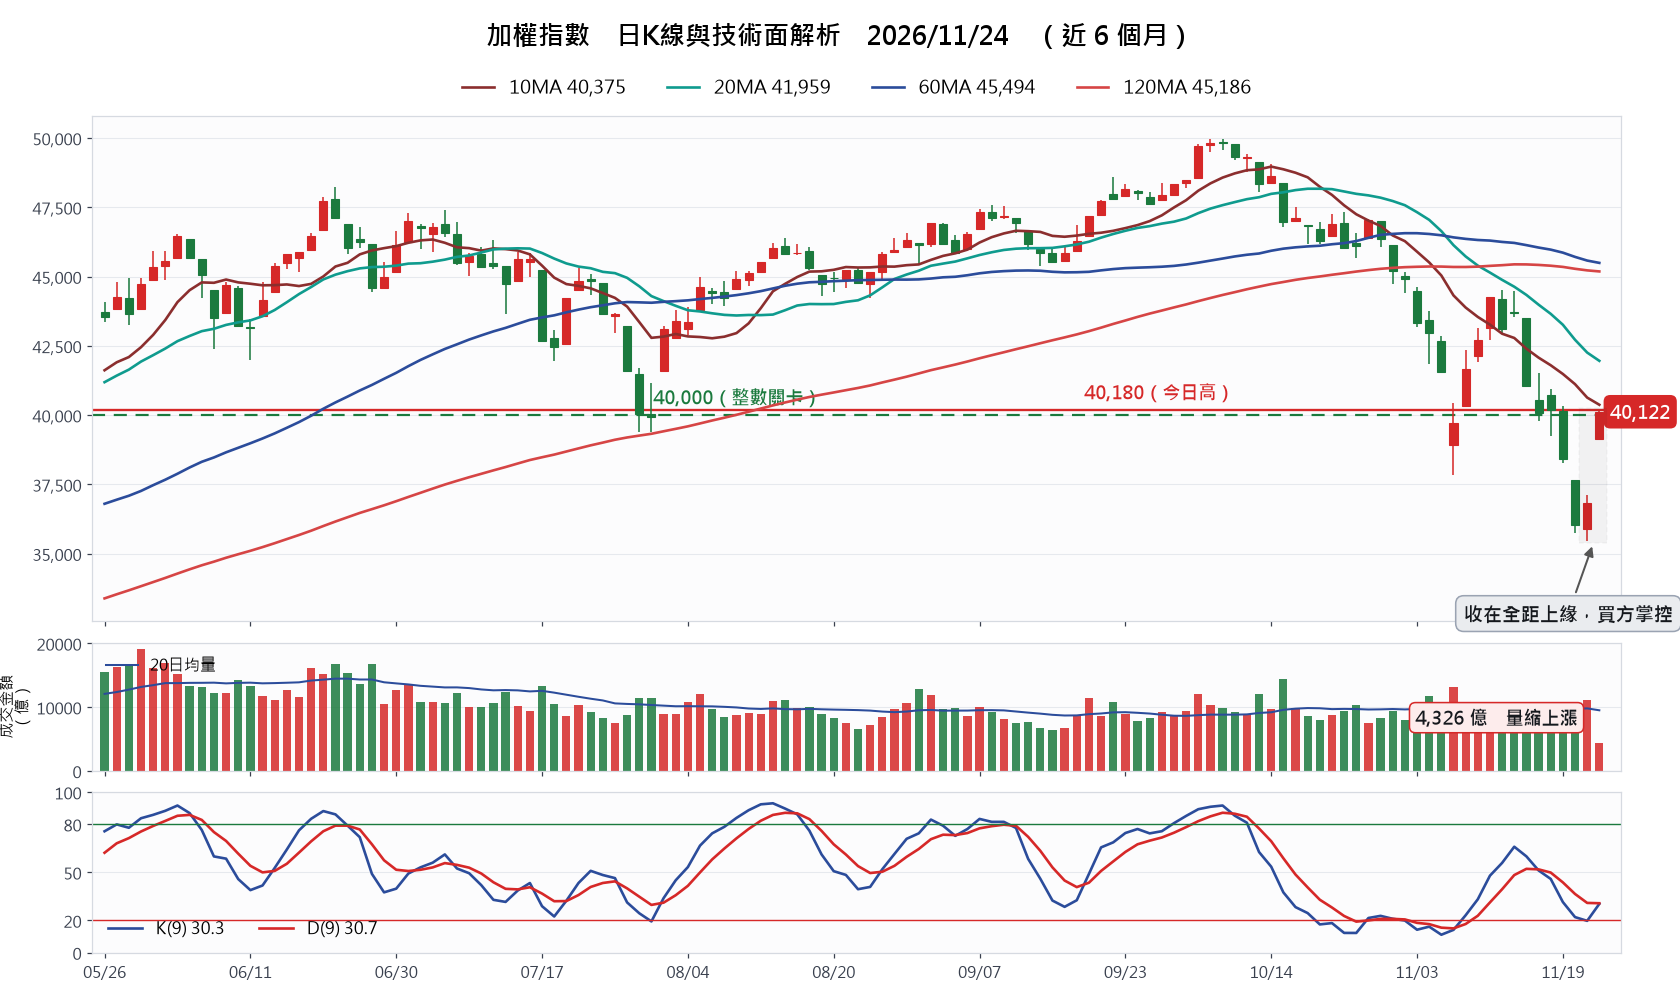 加權指數　日K線與技術面解析　2026/11/24　（近 6 個月）
10MA 40,375　20MA 41,959　60MA 45,494　120MA 45,186
50,000
47,500
45,000
42,500
40,000
37,500
35,000
40,000（整數關卡）
40,180（今日高）
40,122
收在全距上緣，買方掌控
20000
10000
0
成交金額
（億）
20日均量
4,326 億　量縮上漲
100
80
50
20
0
K(9) 30.3　D(9) 30.7
05/26　06/11　06/30　07/17　08/04　08/20　09/07　09/23　10/14　11/03　11/19